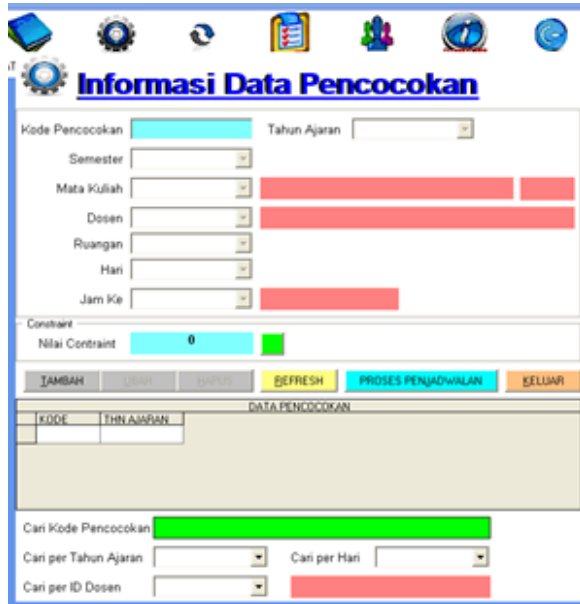 Informasi Data Pencocokan
Kode Pencocokan Tahun Ajaran
Semester
Mata Kuliah
Dosen
Ruangan
Hari
Jam Ke
Constraint
Nilai Contraint 0
TAMBAH UBAH HAPUS REFRESH PROSES PENJADWALAN KELUAR
DATA PENCOCOKAN
KODE THN AJARAN
Cari Kode Pencocokan
Cari per Tahun Ajaran Cari per Hari
Cari per ID Dosen